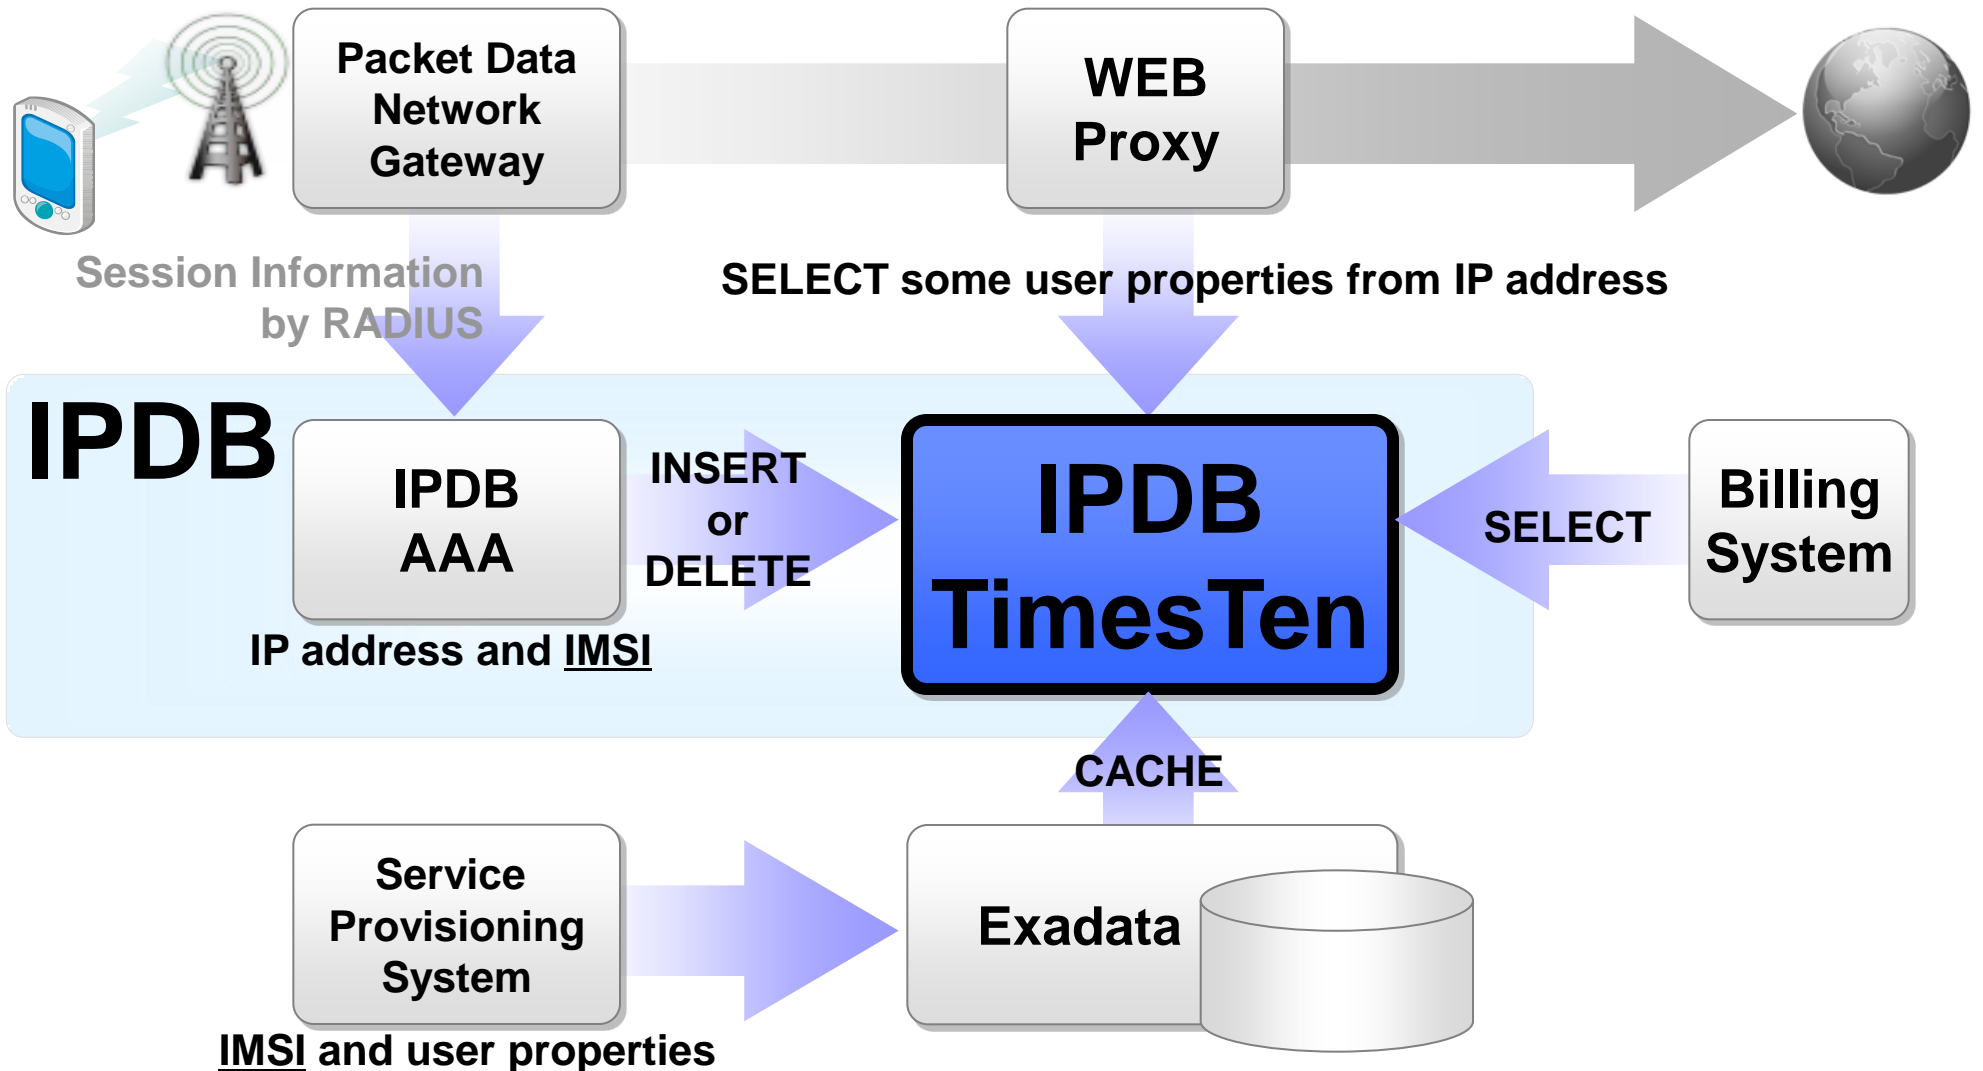 Packet Data
Network
Gateway
WEB
Proxy
Session Information
by RADIUS
SELECT some user properties from IP address
IPDB
IPDB
AAA
INSERT
or
DELETE
IPDB
TimesTen
SELECT
Billing
System
IP address and IMSI
CACHE
Service
Provisioning
System
Exadata
IMSI and user properties